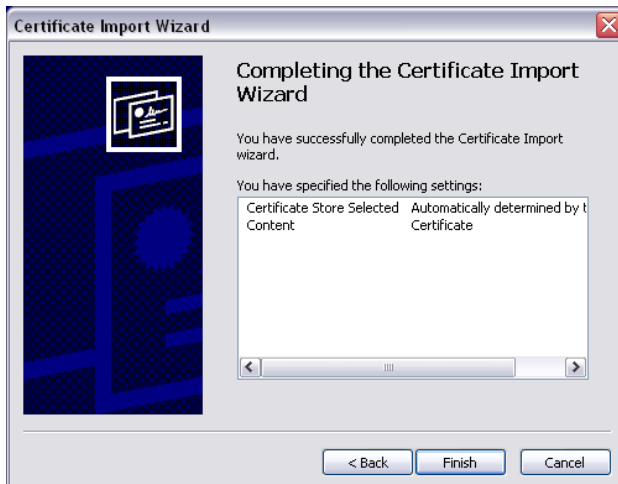 Certificate Import Wizard
Completing the Certificate Import
Wizard
You have successfully completed the Certificate Import
wizard.
You have specified the following settings:
Certificate Store Selected Automatically determined by t
Content Certificate
< Back Finish Cancel